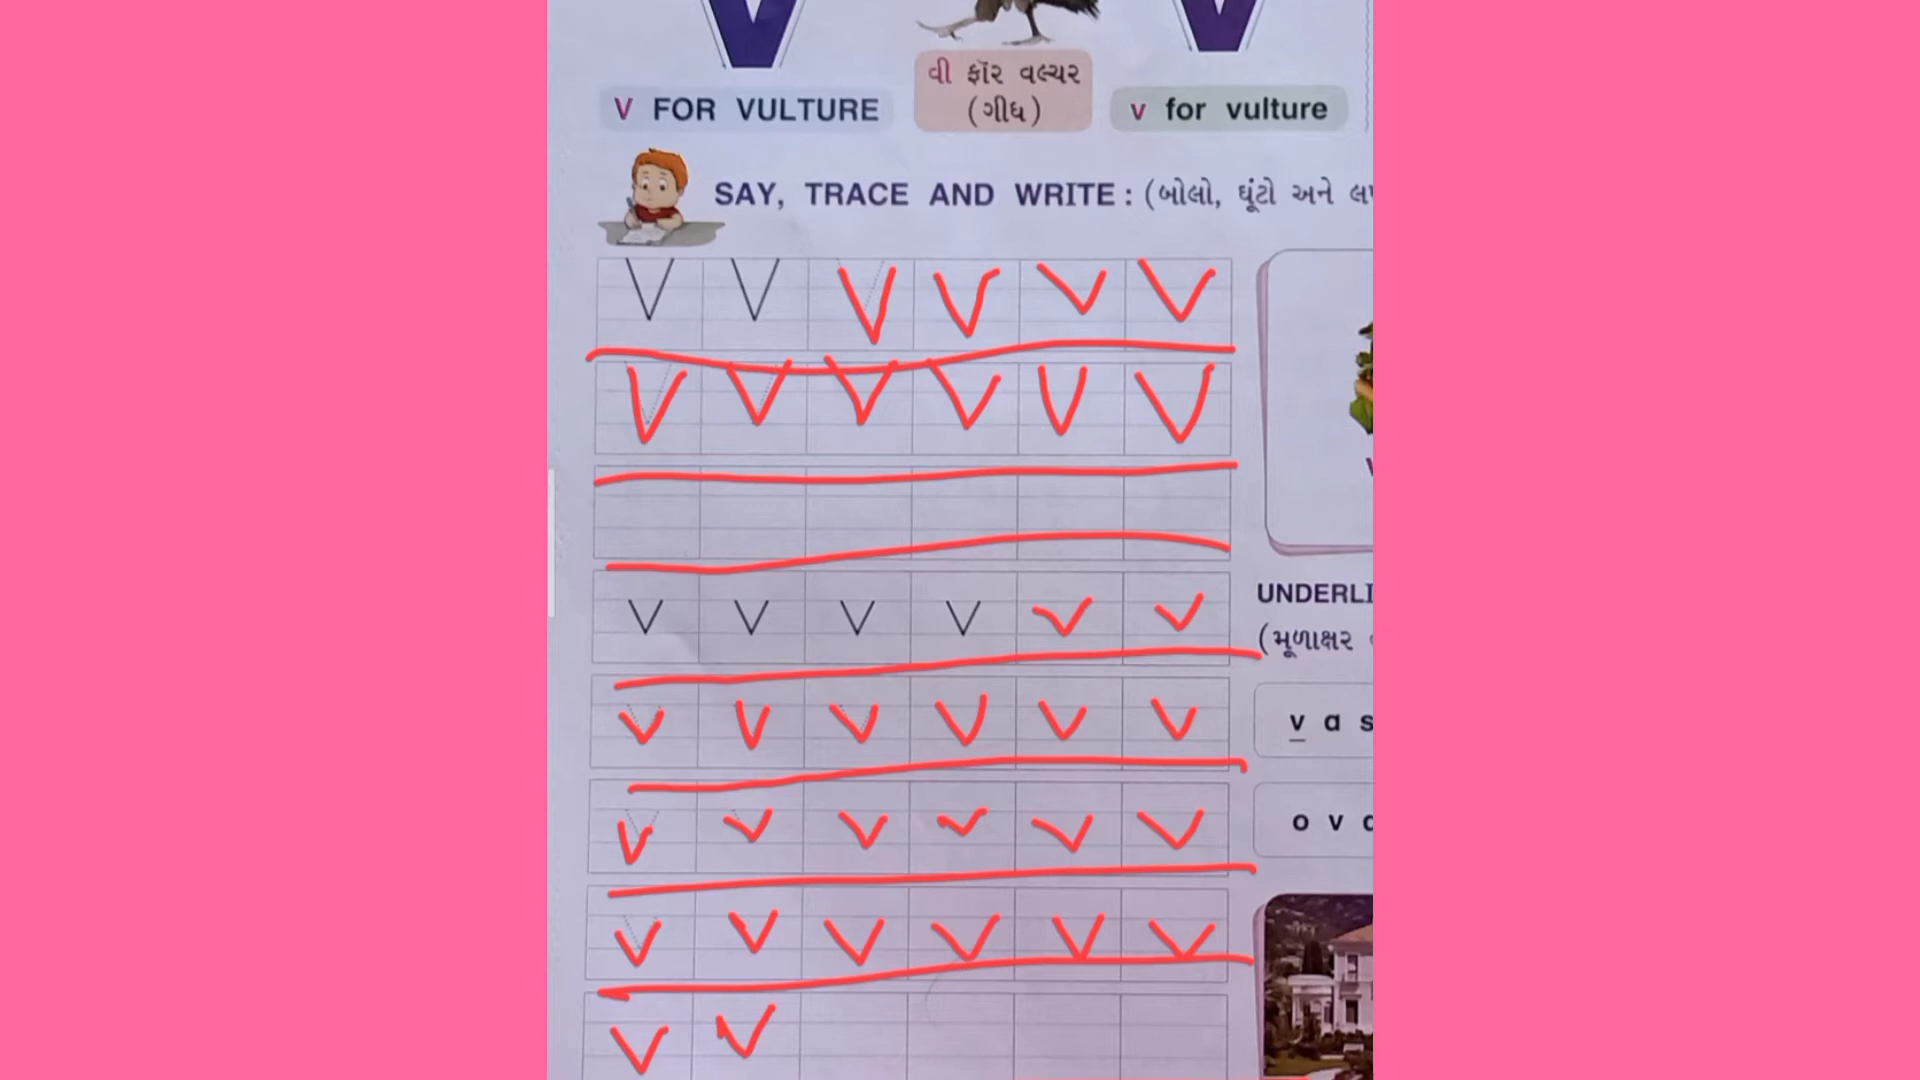 V V
V FOR VULTURE
વી ફૉર વલ્ચર
(ગીધ)
v for vulture
SAY, TRACE AND WRITE : (બોલો, ઘૂંટો અને
V V V V V V
V V V V V V
v v v v v v
v v v v v v
v v v v v v
v v v v v v
v v
UNDERLI
(મૂળાક્ષર
v a s
o v